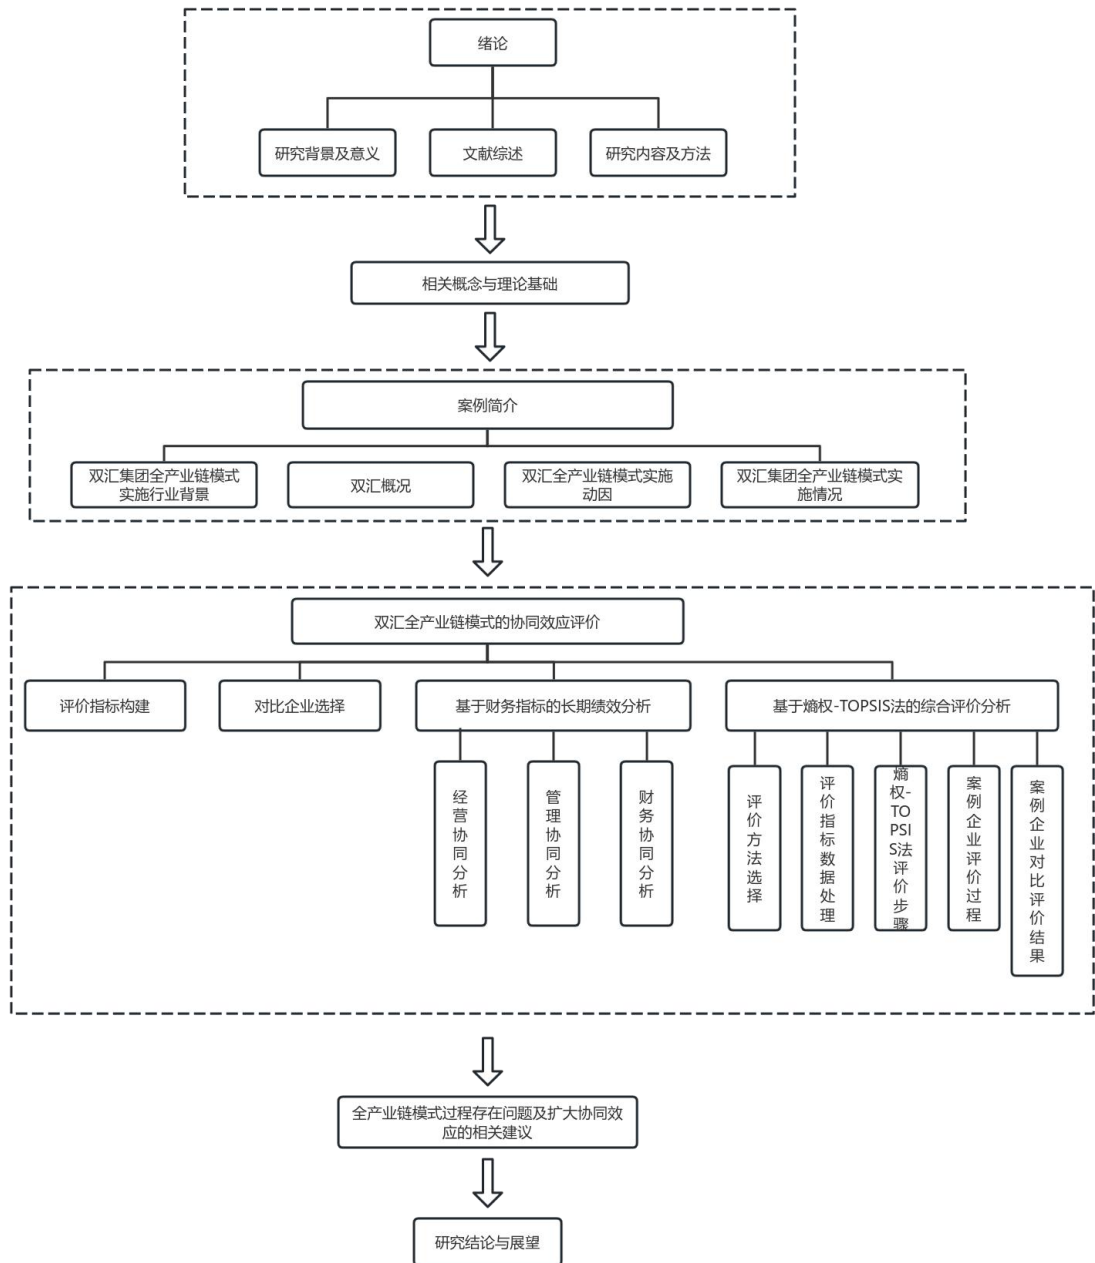 绪论
研究背景及意义
文献综述
研究内容及方法
相关概念与理论基础
案例简介
双汇集团全产业链模式
实施行业背景
双汇概况
双汇全产业链模式实施
动因
双汇集团全产业链模式实
施情况
双汇全产业链模式的协同效应评价
评价指标构建
对比企业选择
基于财务指标的长期绩效分析
基于熵权-TOPSIS法的综合评价分析
经营协同分析
管理协同分析
财务协同分析
评价方法选择
评价指标数据处理
熵
权-
TO
PSI
S法
评
价
步
骤
案例企业评价过程
案例企业对比评价结果
全产业链模式过程存在问题及扩大协同效
应的相关建议
研究结论与展望